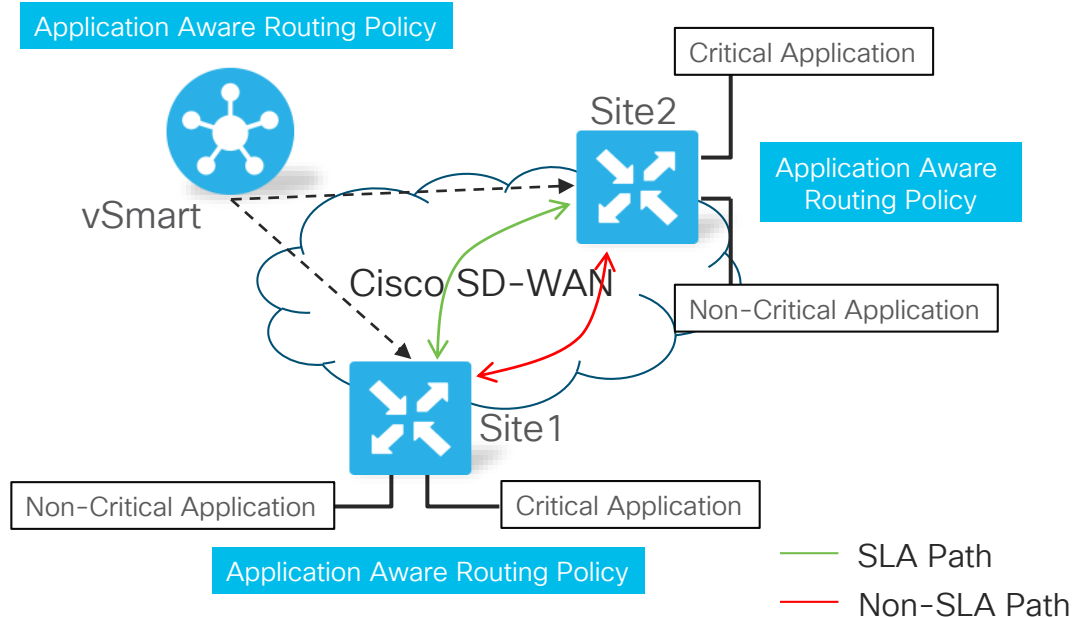 Application Aware Routing Policy
Critical Application
Site2
Application Aware
Routing Policy
vSmart
Cisco SD-WAN
Non-Critical Application
Site1
Non-Critical Application
Critical Application
Application Aware Routing Policy
SLA Path
Non-SLA Path